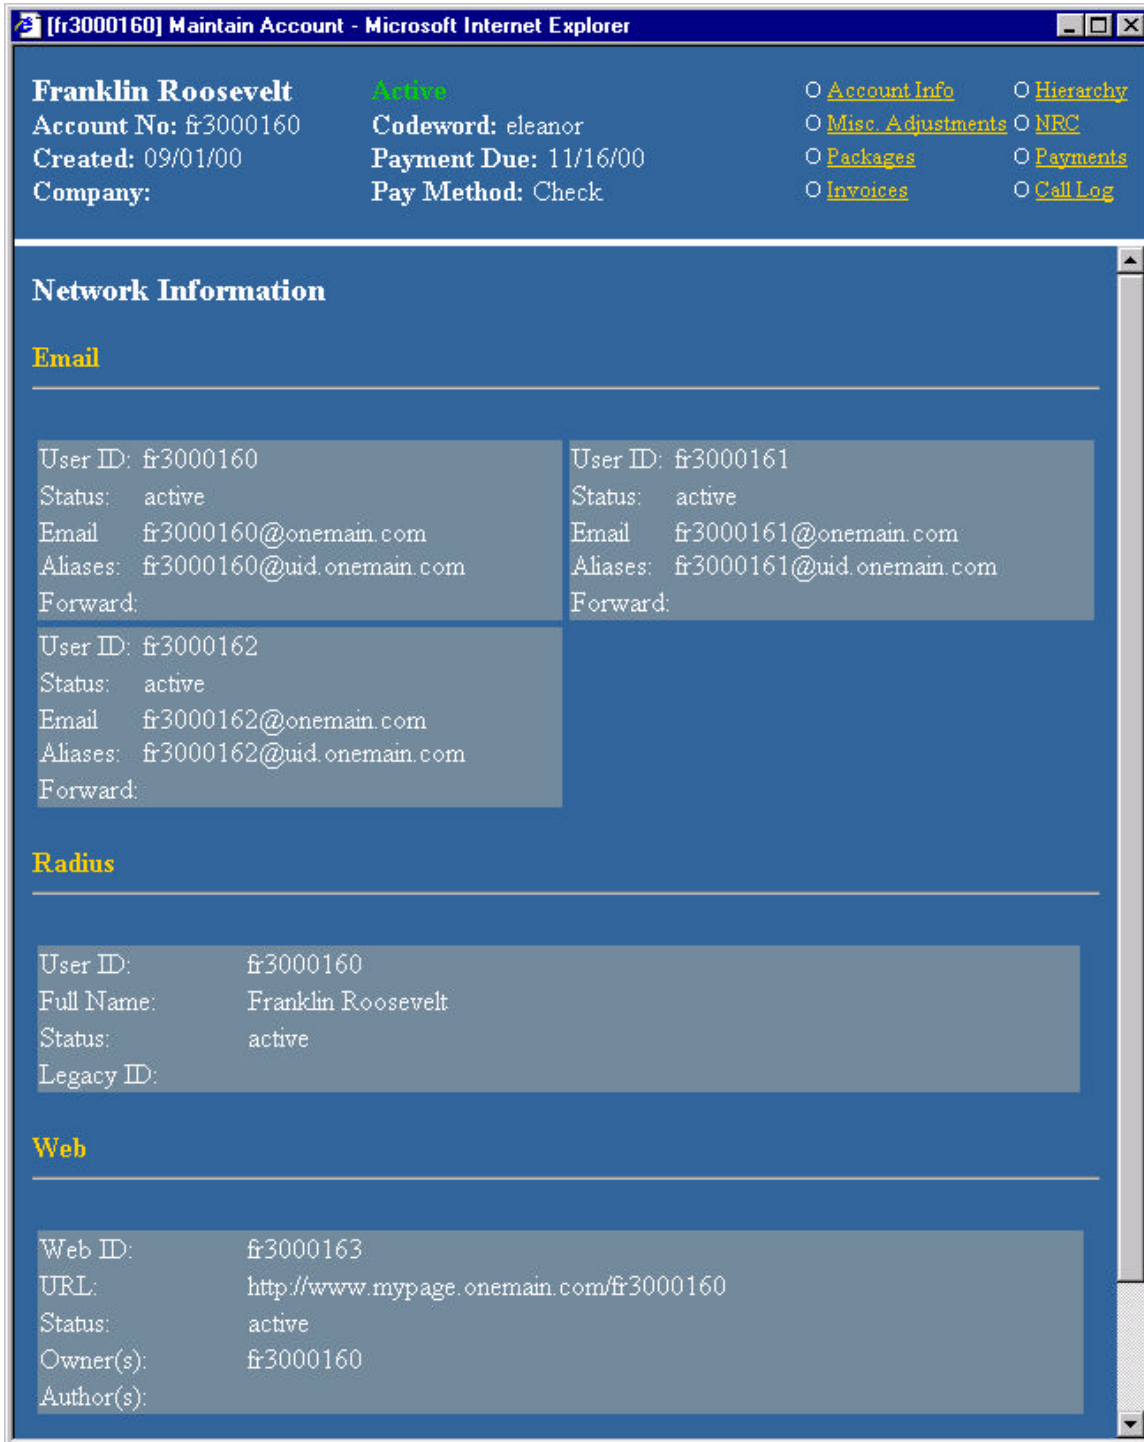 [fr3000160] Maintain Account - Microsoft Internet Explorer
Franklin Roosevelt Active O Account Info O Hierarchy
Account No: fr3000160 Codeword: eleanor O Misc. Adjustments O NRC
Created: 09/01/00 Payment Due: 11/16/00 O Packages O Payments
Company: Pay Method: Check O Invoices O Call Log
Network Information
Email
User ID: fr3000160 User ID: fr3000161
Status: active Status: active
Email fr3000160@onemain.com Email fr3000161@onemain.com
Aliases: fr3000160@uid.onemain.com Aliases: fr3000161@uid.onemain.com
Forward: Forward:
User ID: fr3000162
Status: active
Email fr3000162@onemain.com
Aliases: fr3000162@uid.onemain.com
Forward:
Radius
User ID: fr3000160
Full Name: Franklin Roosevelt
Status: active
Legacy ID:
Web
Web ID: fr3000163
URL: http://www.mypage.onemain.com/fr3000160
Status: active
Owner(s): fr3000160
Author(s):